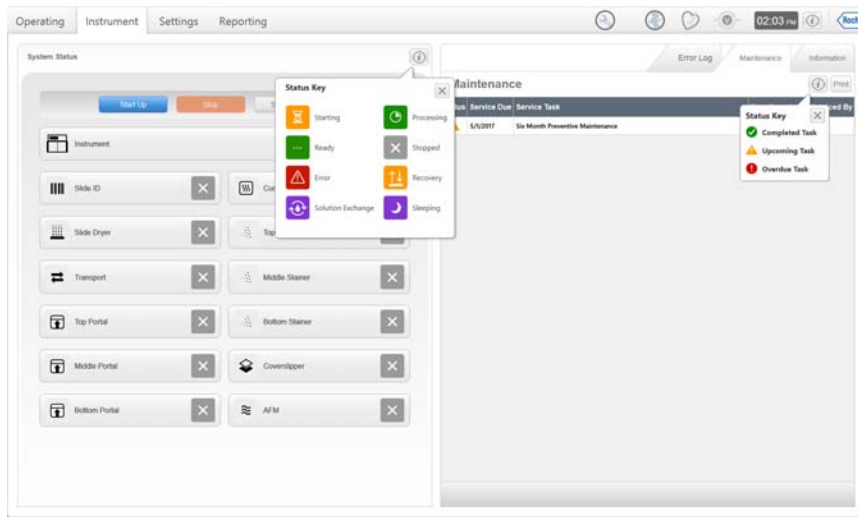 Operating Instrument Settings Reporting 02:03 PM
System Status
Error Log Maintenance Information
Status Key
Starting Processing
Ready Stopped
Error Recovery
Solution Exchange Sleeping
Start Up Stop
Instrument
Slide ID
Slide Dryer
Transport Middle Stainer
Top Portal Bottom Stainer
Middle Portal Coverslipper
Bottom Portal AFM
Maintenance Print
Service Due Service Task
5/5/2017 Six Month Preventive Maintenance
Status Key
Completed Task
Upcoming Task
Overdue Task